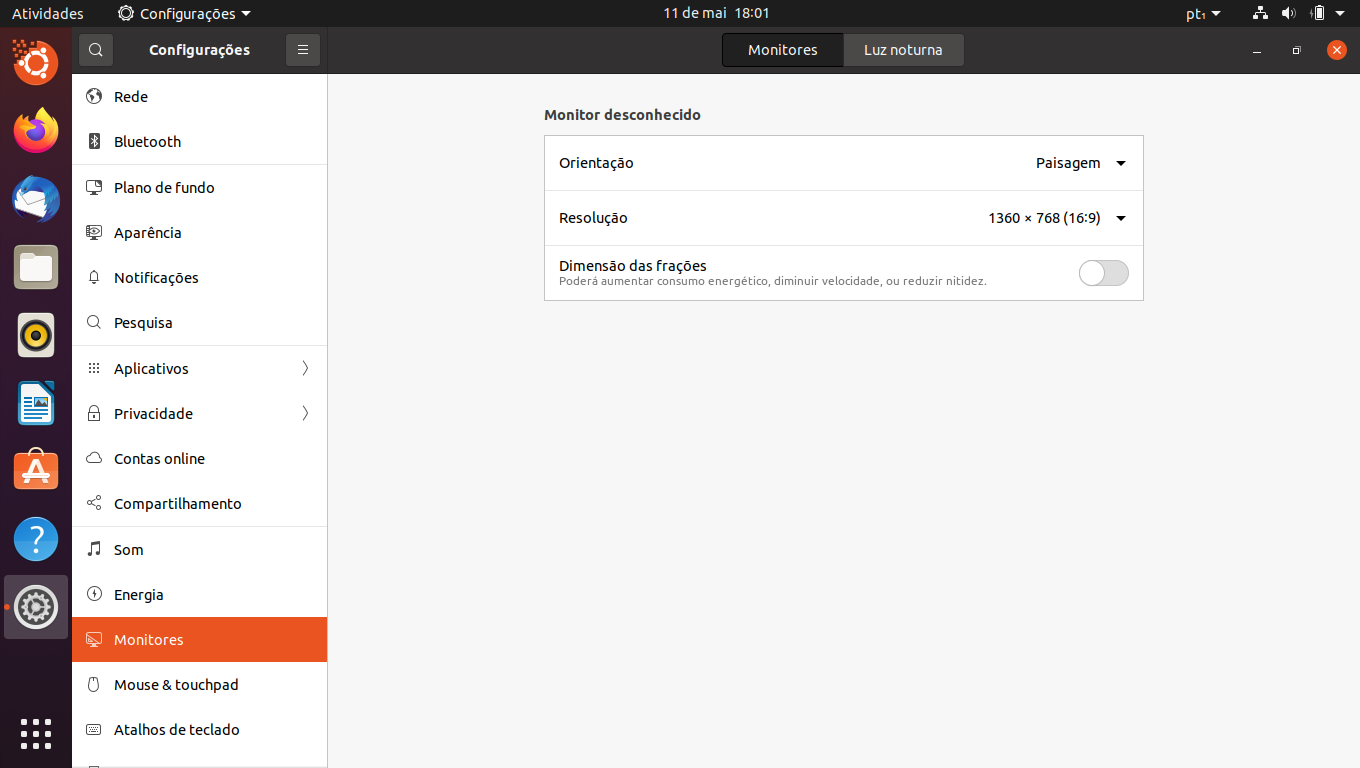 Atividades Configurações 11 de mai 18:01 pt₁
Configurações Monitores Luz noturna
Rede
Bluetooth
Plano de fundo
Aparência
Notificações
Pesquisa
Aplicativos
Privacidade
Contas online
Compartilhamento
Som
Energia
Monitores
Mouse & touchpad
Atalhos de teclado
Monitor desconhecido
Orientação Paisagem
Resolução 1360 × 768 (16:9)
Dimensão das frações
Poderá aumentar consumo energético, diminuir velocidade, ou reduzir nitidez.